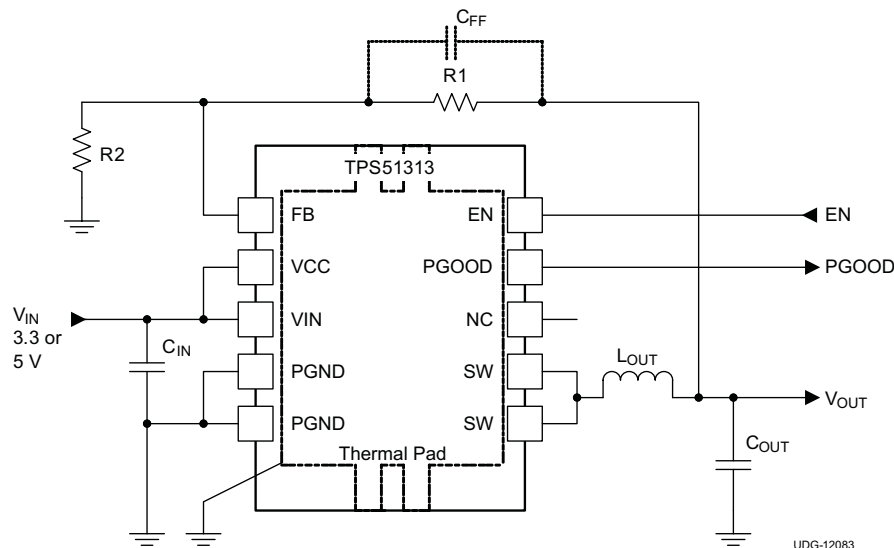 CFF
R1
R2
TPS51313
FB
EN
EN
VCC
PGOOD
PGOOD
VIN
3.3 or
5 V
CIN
VIN
NC
LOUT
PGND
SW
VOUT
PGND
SW
COUT
Thermal Pad
UDG-12083